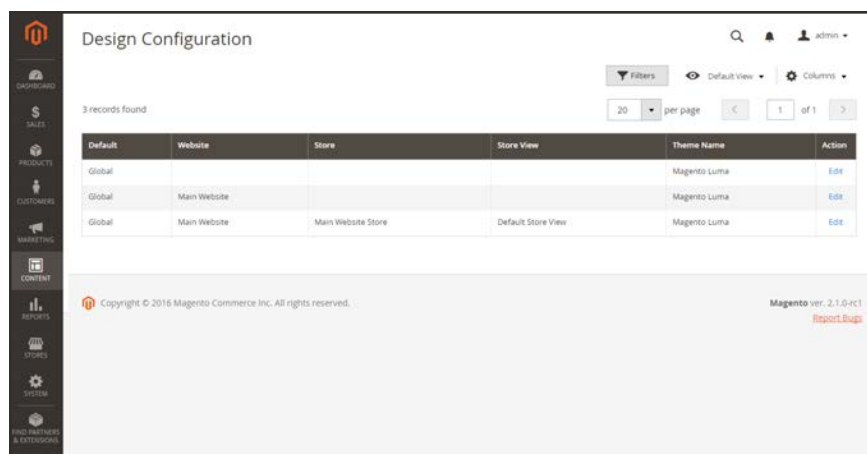 Design Configuration
admin
DASHBOARD
Filters
Default View
Columns
SALES
3 records found
20
per page
1
of 1
PRODUCTS
Default Website Store Store View Theme Name Action
Global Magento Luma Edit
CUSTOMERS
Global Main Website Magento Luma Edit
Global Main Website Main Website Store Default Store View Magento Luma Edit
MARKETING
CONTENT
REPORTS
Copyright © 2016 Magento Commerce Inc. All rights reserved.
Magento ver. 2.1.0-rc1
Report Bugs
STORES
SYSTEM
FIND PARTNERS
& EXTENSIONS